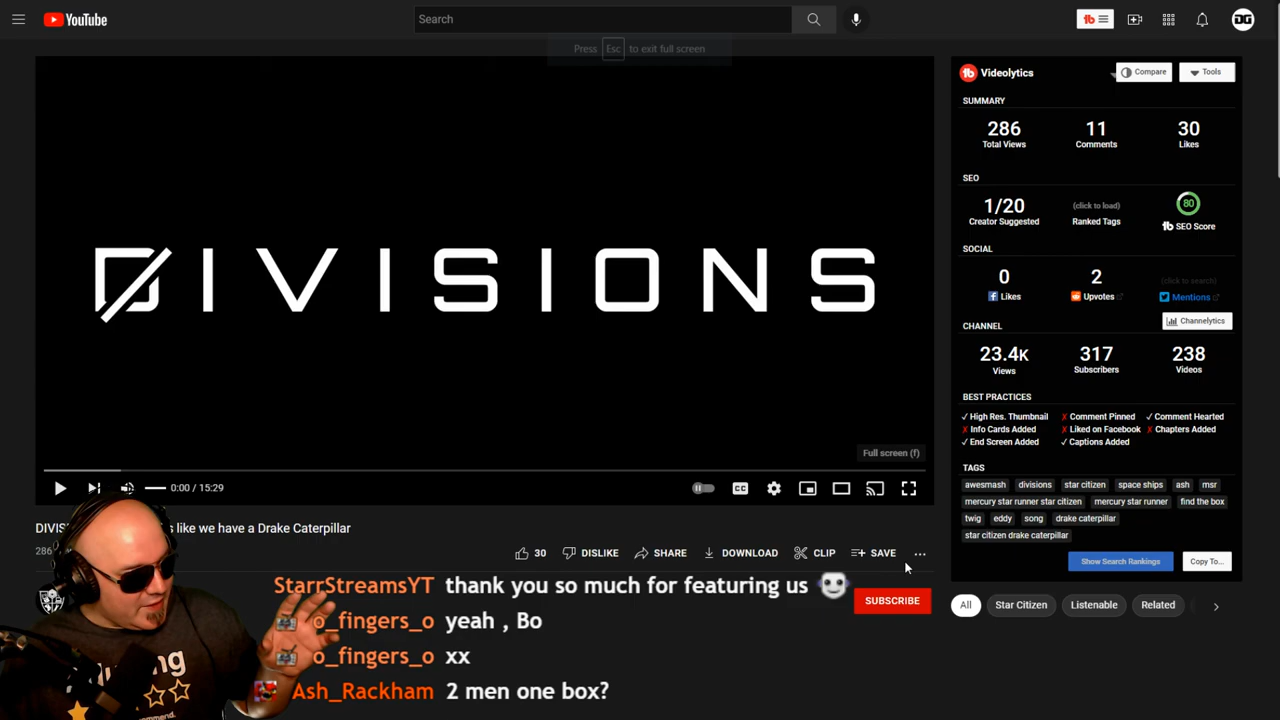 YouTube
Search
Press Esc to exit full screen
DIVISIONS
Full screen (f)
0:00 / 15:29
Videolytics
Compare
Tools
SUMMARY
286 11 30
Total Views Comments Likes
SEO
1/20 (click to load) 80
Creator Suggested Ranked Tags SEO Score
SOCIAL
0 2 (click to search)
Likes Upvotes Mentions
Channelytics
CHANNEL
23.4K 317 238
Views Subscribers Videos
BEST PRACTICES
✓ High Res. Thumbnail ✗ Comment Pinned ✓ Comment Hearted
✗ Info Cards Added ✗ Liked on Facebook ✗ Chapters Added
✓ End Screen Added ✓ Captions Added
TAGS
awesmash divisions star citizen space ships ash msr
mercury star runner star citizen mercury star runner find the box
twig eddy song drake caterpillar
star citizen drake caterpillar
Show Search Rankings Copy To...
like we have a Drake Caterpillar
30 DISLIKE SHARE DOWNLOAD CLIP SAVE ...
StarrStreamsYT thank you so much for featuring us
SUBSCRIBE
All Star Citizen Listenable Related
o_fingers_o yeah , Bo
o_fingers_o xx
Ash_Rackham 2 men one box?